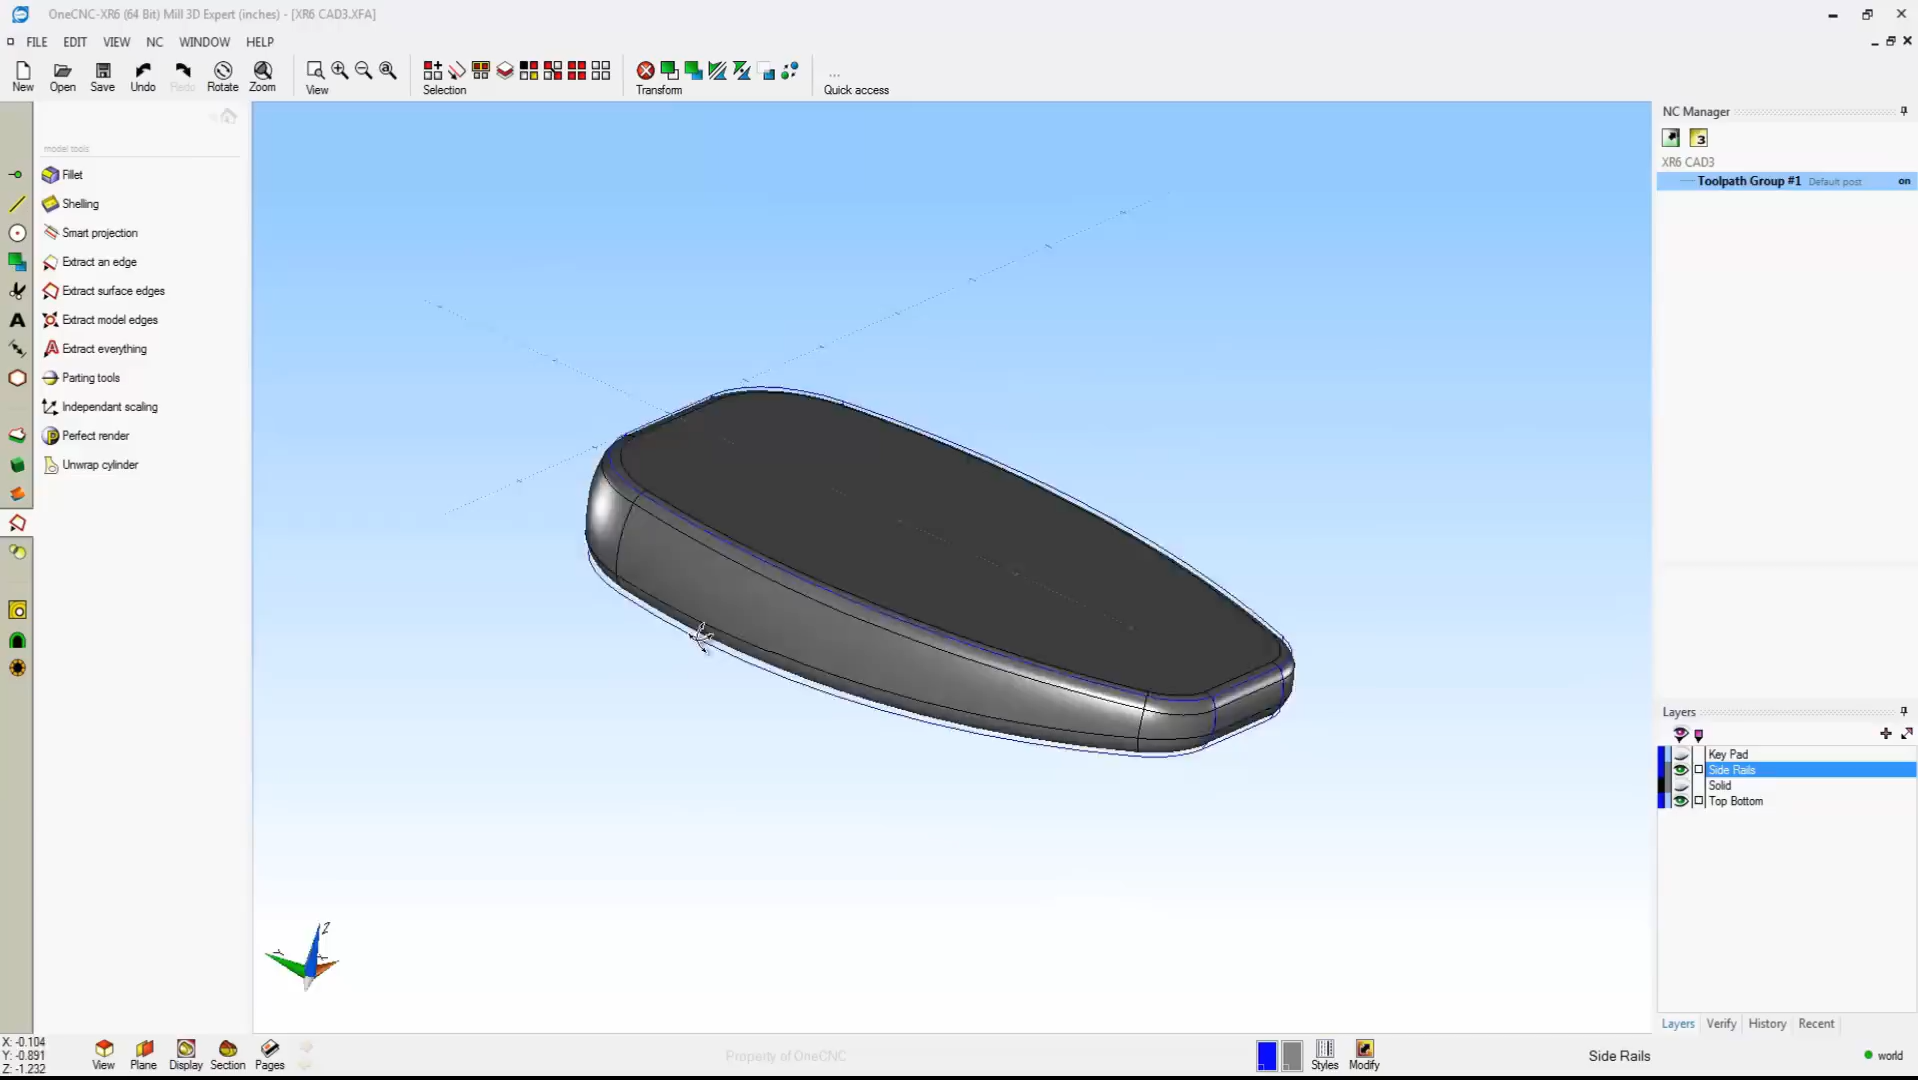 OneCNC-XR6 (64 Bit) Mill 3D Expert (inches) - [XR6 CAD3.XFA]
FILE EDIT VIEW NC WINDOW HELP
New Open Save Undo Redo Rotate Zoom View Selection Transform ... Quick access
NC Manager
model tools
XR6 CAD3
Toolpath Group #1 Default post on
Fillet
Shelling
Smart projection
Extract an edge
Extract surface edges
Extract model edges
Extract everything
Parting tools
Independant scaling
Perfect render
Unwrap cylinder
Layers
Key Pad
Side Rails
Solid
Top Bottom
Z
Layers Verify History Recent
X: -0.104
Y: -0.891
Z: -1.232
View Plane Display Section Pages
Property of OneCNC
Styles Modify
Side Rails
world